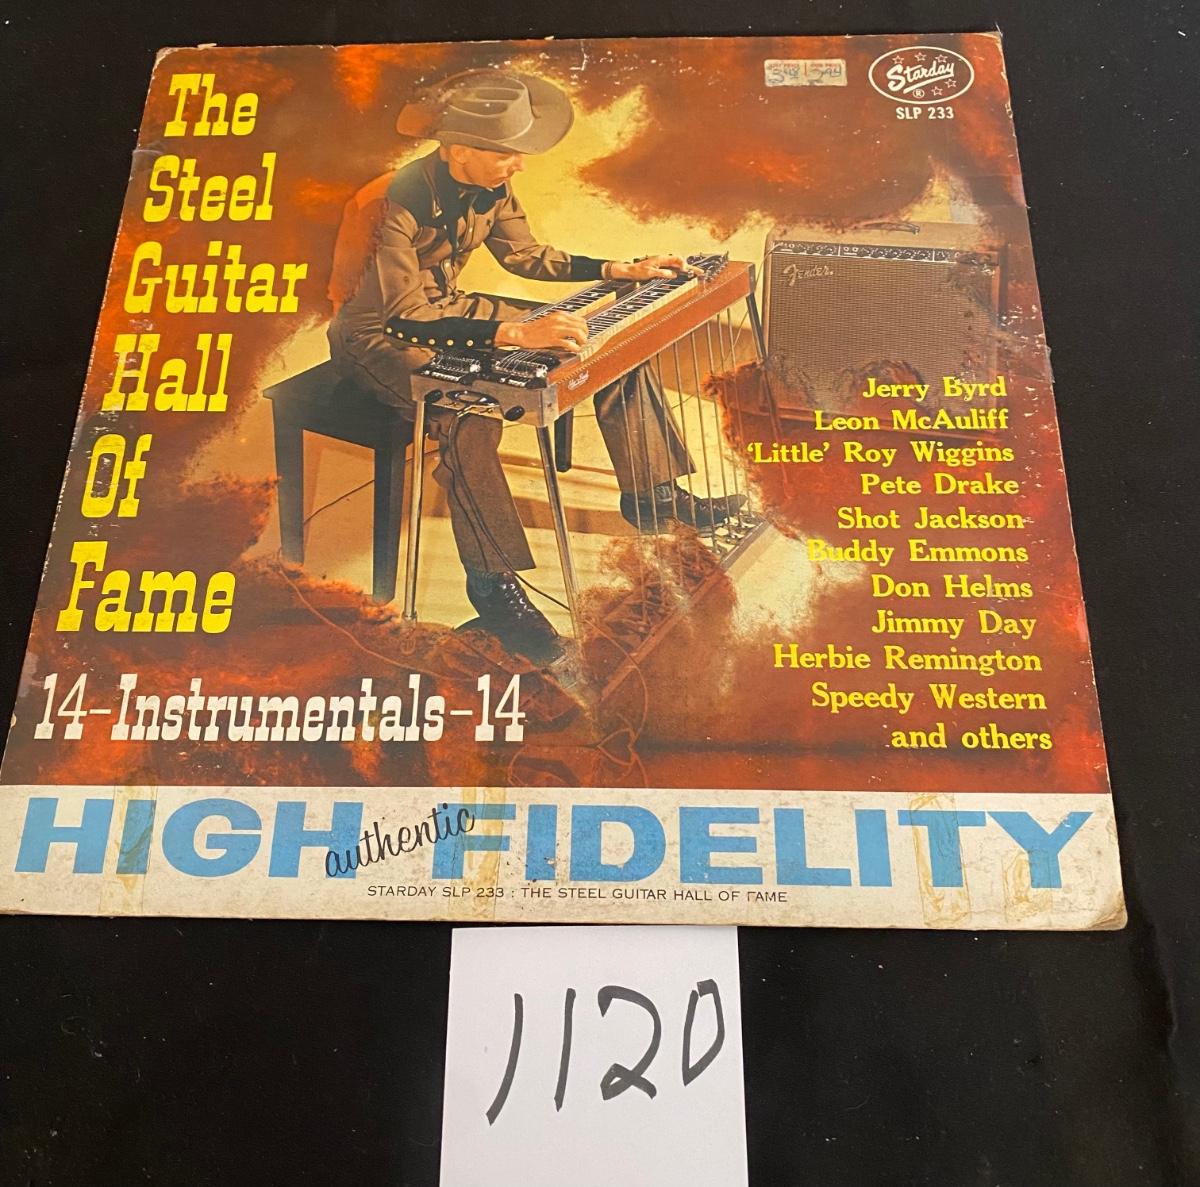 The
Steel
Guitar
Hall
Of
Fame
14-Instrumentals-14
Starday
®
SLP 233
Fender
Jerry Byrd
Leon McAuliff
'Little' Roy Wiggins
Pete Drake
Shot Jackson
Buddy Emmons
Don Helms
Jimmy Day
Herbie Remington
Speedy Western
and others
HIGH authentic FIDELITY
STARDAY SLP 233 : THE STEEL GUITAR HALL OF FAME
1120